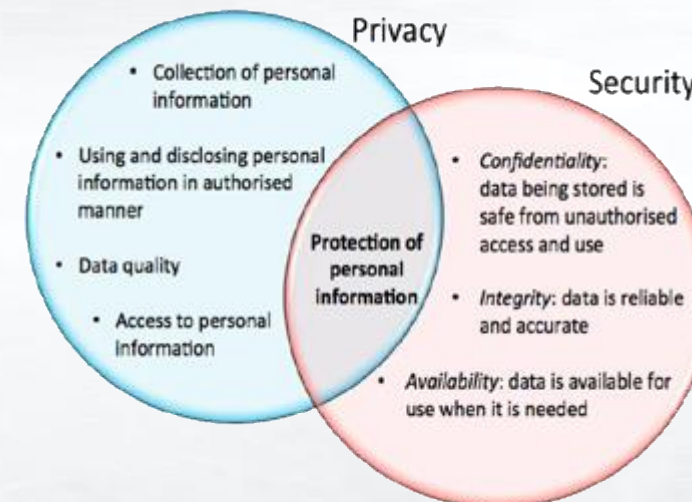 Privacy
• Collection of personal
information
• Using and disclosing personal
information in authorised
manner
• Data quality
• Access to personal
Information
Protection of
personal
information
Security
• Confidentiality:
data being stored is
safe from unauthorised
access and use
• Integrity: data is reliable
and accurate
• Availability: data is available for
use when it is needed